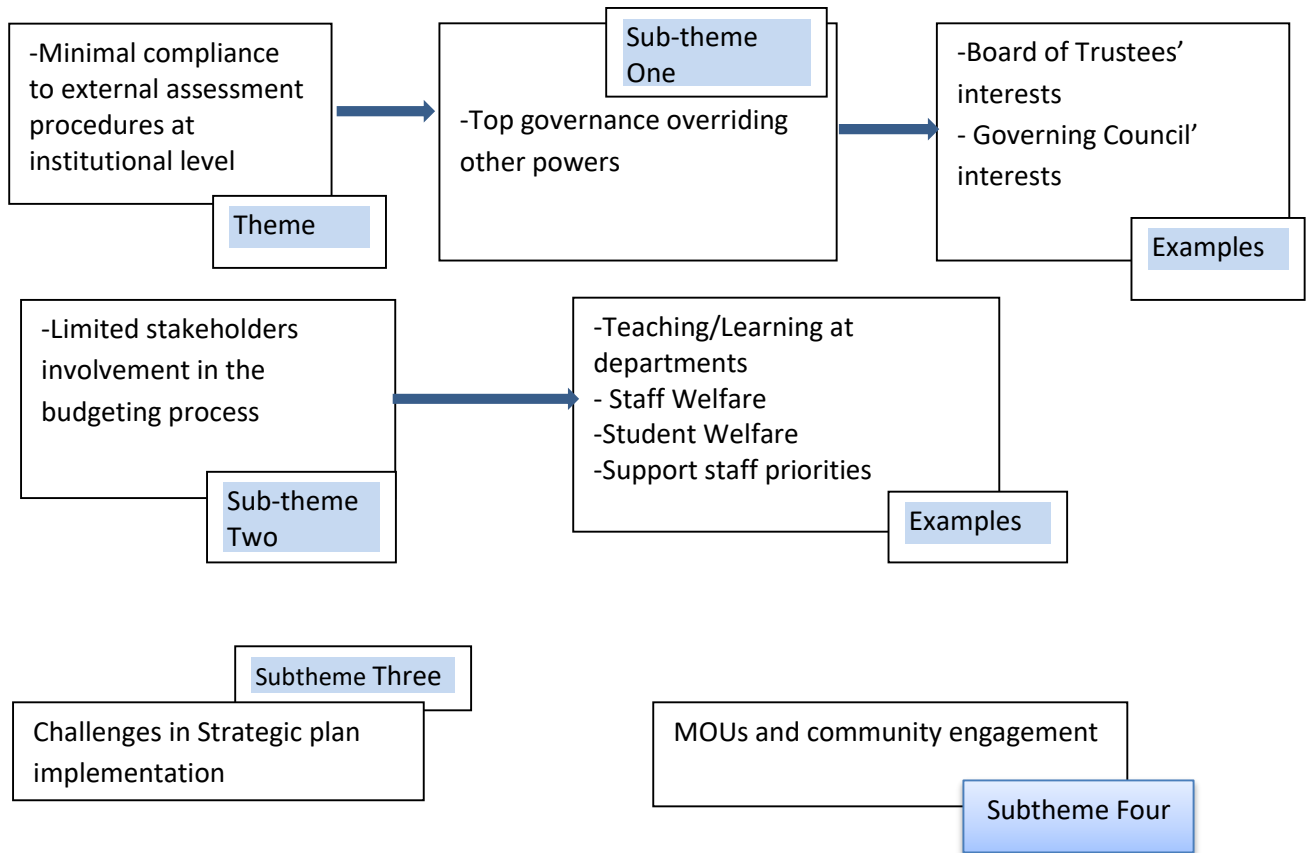 -Minimal compliance
to external assessment
procedures at
institutional level
Theme
Sub-theme
One
-Top governance overriding
other powers
-Board of Trustees’
interests
- Governing Council’
interests
Examples
-Limited stakeholders
involvement in the
budgeting process
Sub-theme
Two
-Teaching/Learning at
departments
- Staff Welfare
-Student Welfare
-Support staff priorities
Examples
Subtheme Three
Challenges in Strategic plan
implementation
MOUs and community engagement
Subtheme Four